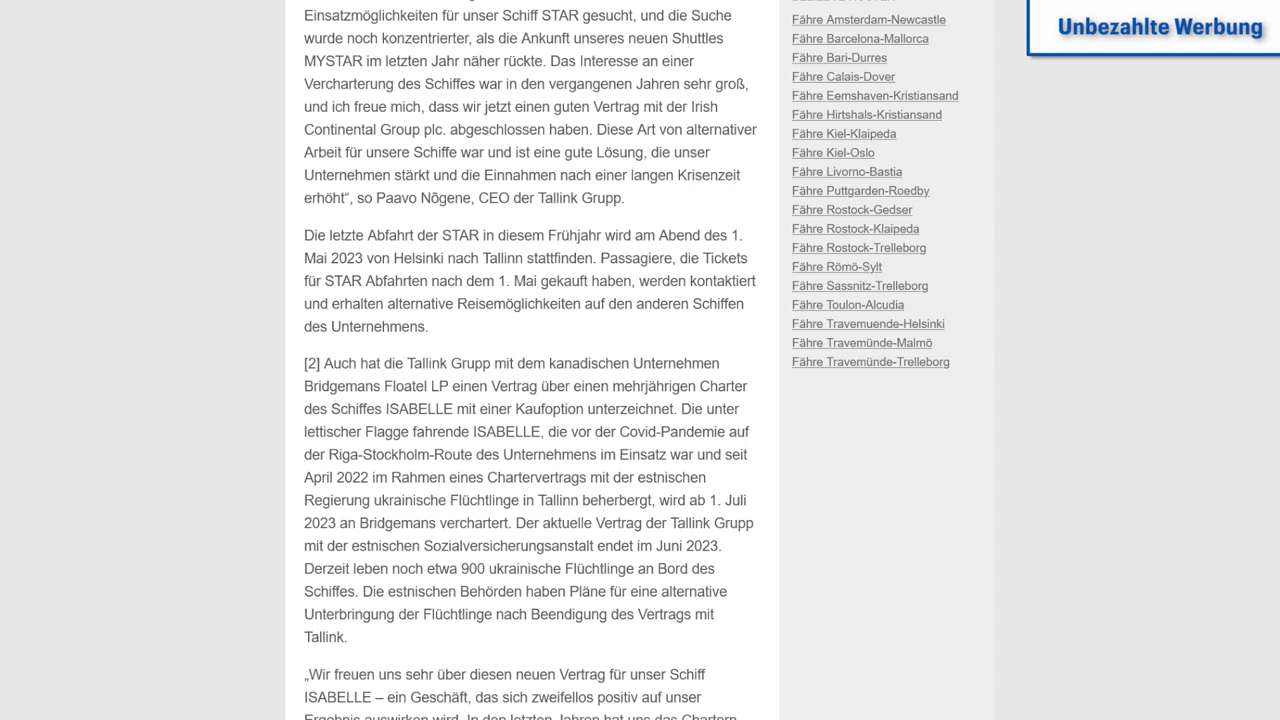 Einsatzmöglichkeiten für unser Schiff STAR gesucht, und die Suche
wurde noch konzentrierter, als die Ankunft unseres neuen Shuttles
MYSTAR im letzten Jahr näher rückte. Das Interesse an einer
Vercharterung des Schiffes war in den vergangenen Jahren sehr groß,
und ich freue mich, dass wir jetzt einen guten Vertrag mit der Irish
Continental Group plc. abgeschlossen haben. Diese Art von alternativer
Arbeit für unsere Schiffe war und ist eine gute Lösung, die unser
Unternehmen stärkt und die Einnahmen nach einer langen Krisenzeit
erhöht“, so Paavo Nõgene, CEO der Tallink Grupp.
Die letzte Abfahrt der STAR in diesem Frühjahr wird am Abend des 1.
Mai 2023 von Helsinki nach Tallinn stattfinden. Passagiere, die Tickets
für STAR Abfahrten nach dem 1. Mai gekauft haben, werden kontaktiert
und erhalten alternative Reisemöglichkeiten auf den anderen Schiffen
des Unternehmens.
[2] Auch hat die Tallink Grupp mit dem kanadischen Unternehmen
Bridgemans Floatel LP einen Vertrag über einen mehrjährigen Charter
des Schiffes ISABELLE mit einer Kaufoption unterzeichnet. Die unter
lettischer Flagge fahrende ISABELLE, die vor der Covid-Pandemie auf
der Riga-Stockholm-Route des Unternehmens im Einsatz war und seit
April 2022 im Rahmen eines Chartervertrags mit der estnischen
Regierung ukrainische Flüchtlinge in Tallinn beherbergt, wird ab 1. Juli
2023 an Bridgemans verchartert. Der aktuelle Vertrag der Tallink Grupp
mit der estnischen Sozialversicherungsanstalt endet im Juni 2023.
Derzeit leben noch etwa 900 ukrainische Flüchtlinge an Bord des
Schiffes. Die estnischen Behörden haben Pläne für eine alternative
Unterbringung der Flüchtlinge nach Beendigung des Vertrags mit
Tallink.
„Wir freuen uns sehr über diesen neuen Vertrag für unser Schiff
ISABELLE – ein Geschäft, das sich zweifellos positiv auf unser
Ergebnis auswirken wird. In den letzten Jahren hat uns das Chartern
Fähre Amsterdam-Newcastle
Fähre Barcelona-Mallorca
Fähre Bari-Durres
Fähre Calais-Dover
Fähre Eemshaven-Kristiansand
Fähre Hirtshals-Kristiansand
Fähre Kiel-Klaipeda
Fähre Kiel-Oslo
Fähre Livorno-Bastia
Fähre Puttgarden-Roedby
Fähre Rostock-Gedser
Fähre Rostock-Klaipeda
Fähre Rostock-Trelleborg
Fähre Römö-Sylt
Fähre Sassnitz-Trelleborg
Fähre Toulon-Alcudia
Fähre Travemuende-Helsinki
Fähre Travemünde-Malmö
Fähre Travemünde-Trelleborg
Unbezahlte Werbung